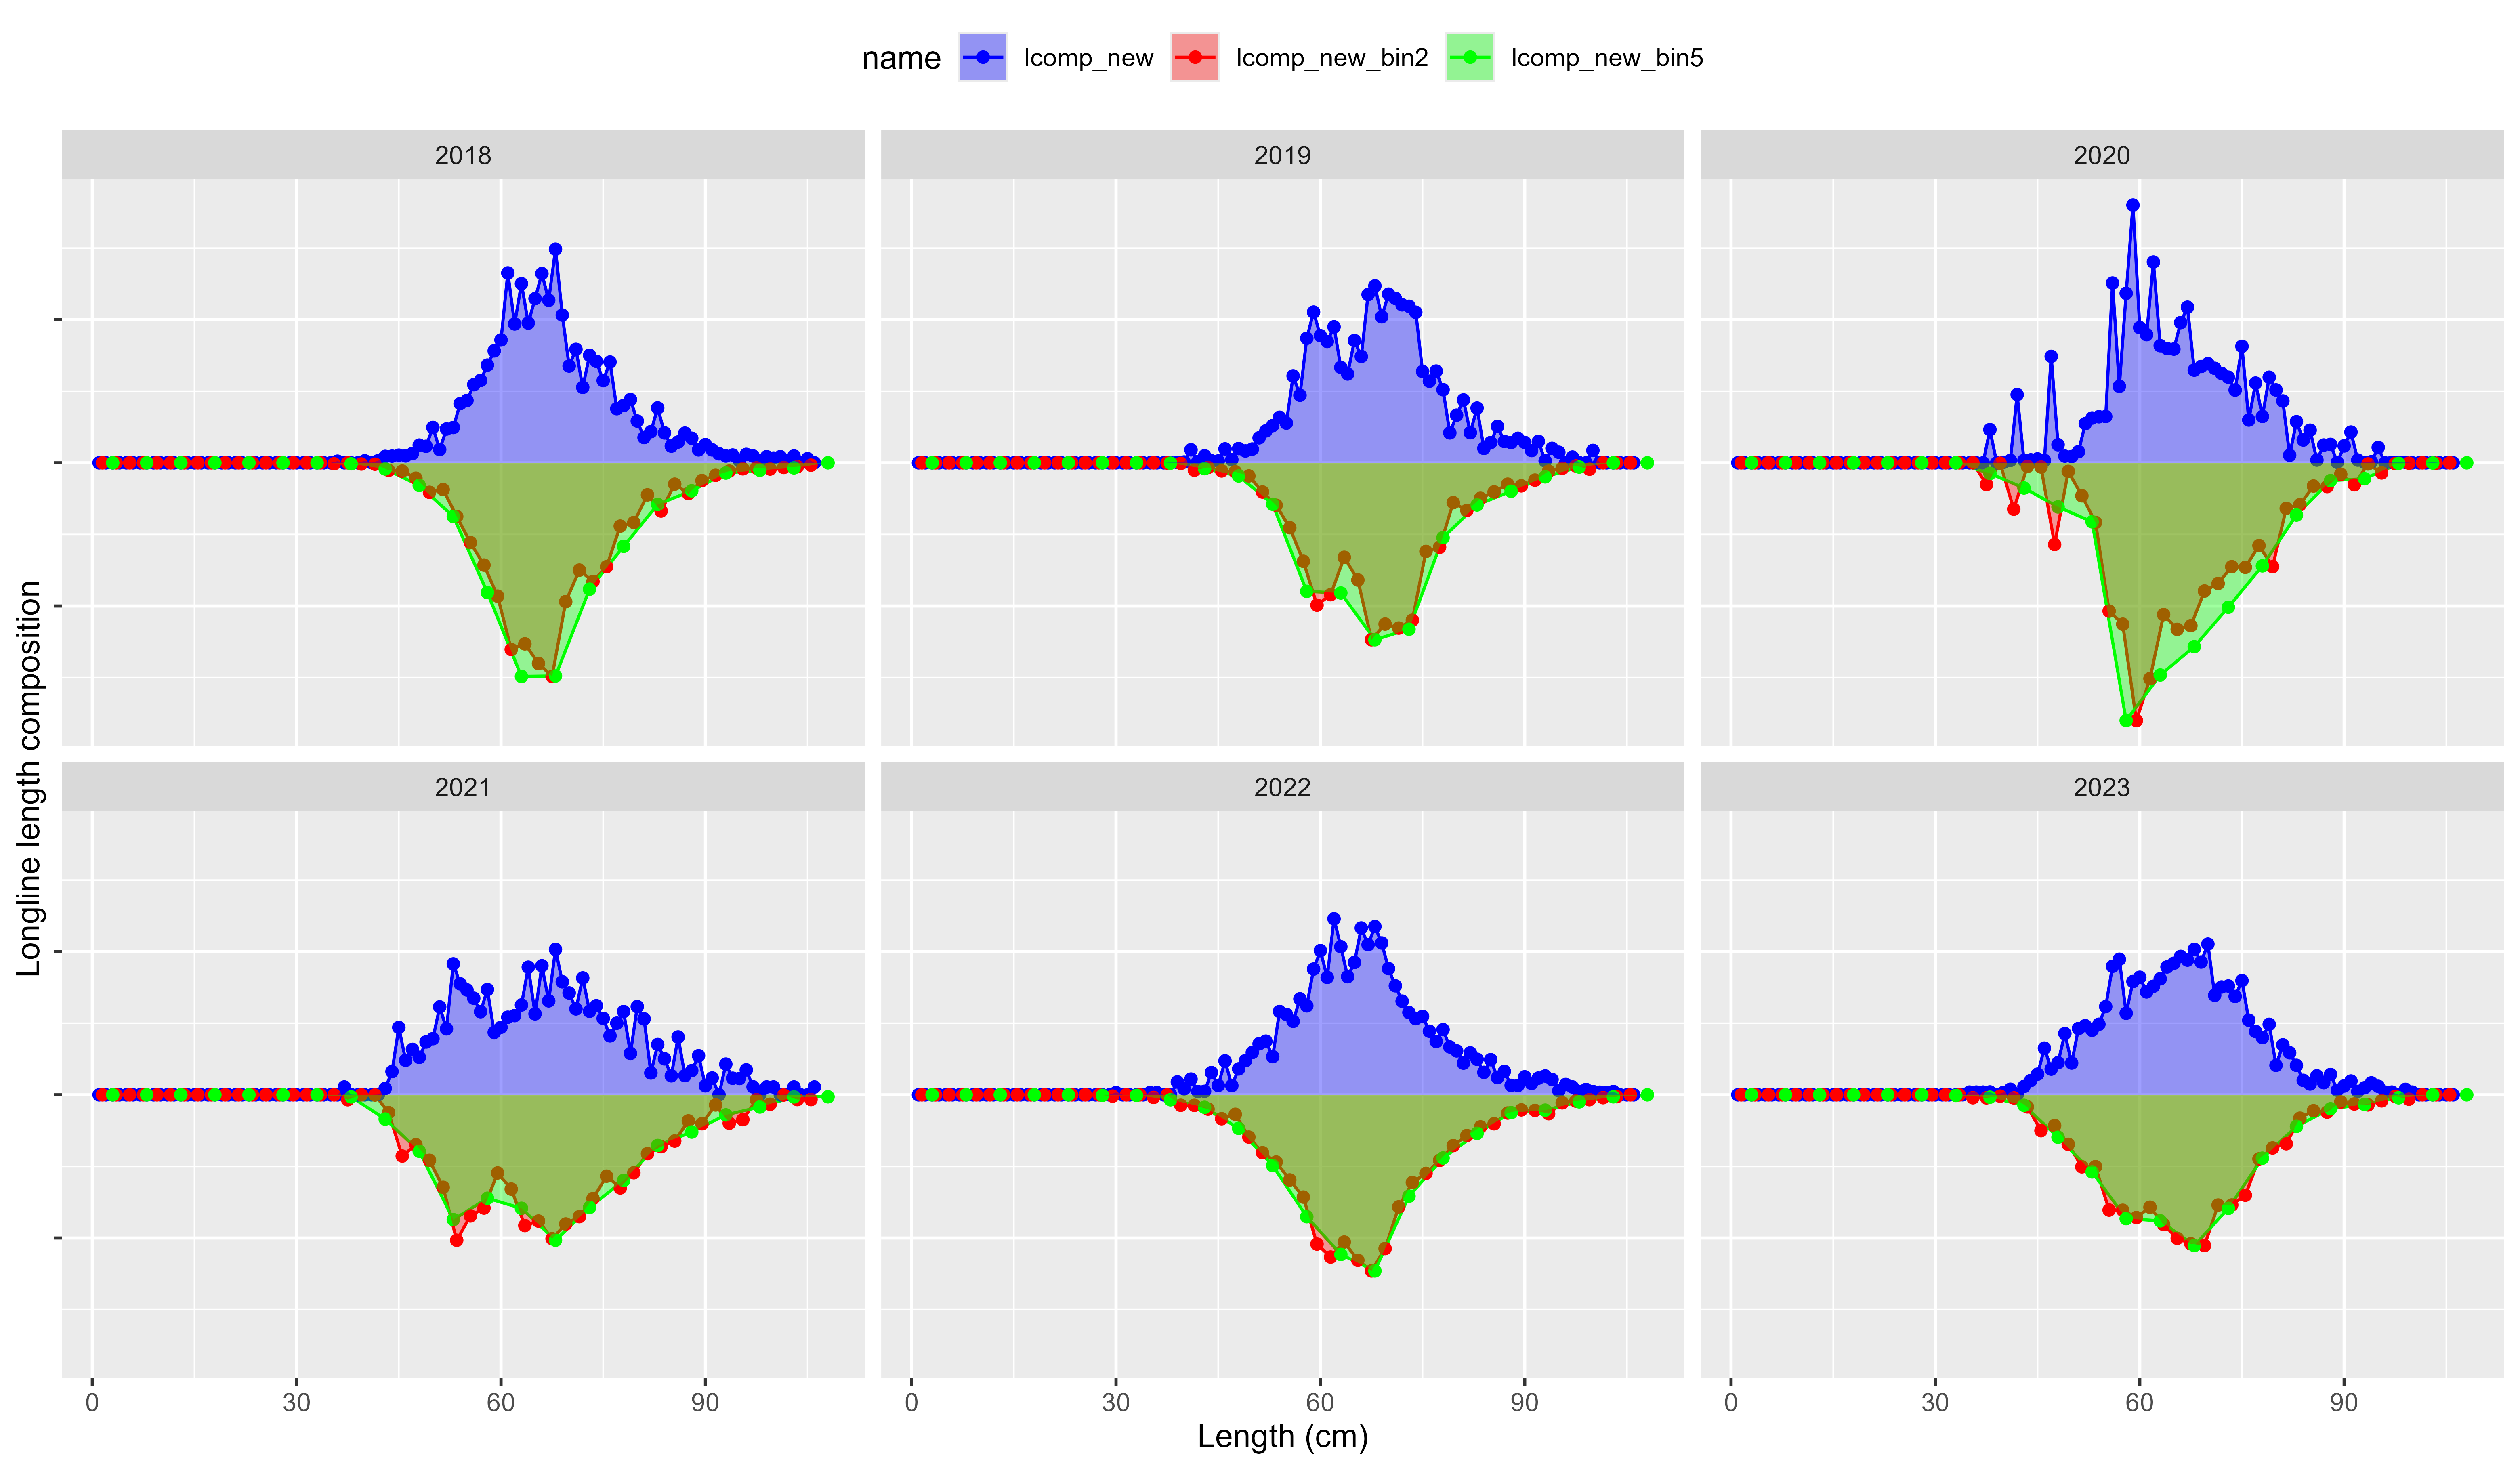 name lcomp_new lcomp_new_bin2 lcomp_new_bin5
2018 2019 2020
Longline length composition
2021 2022 2023
0 30 60 90 0 30 60 90 0 30 60 90
Length (cm)